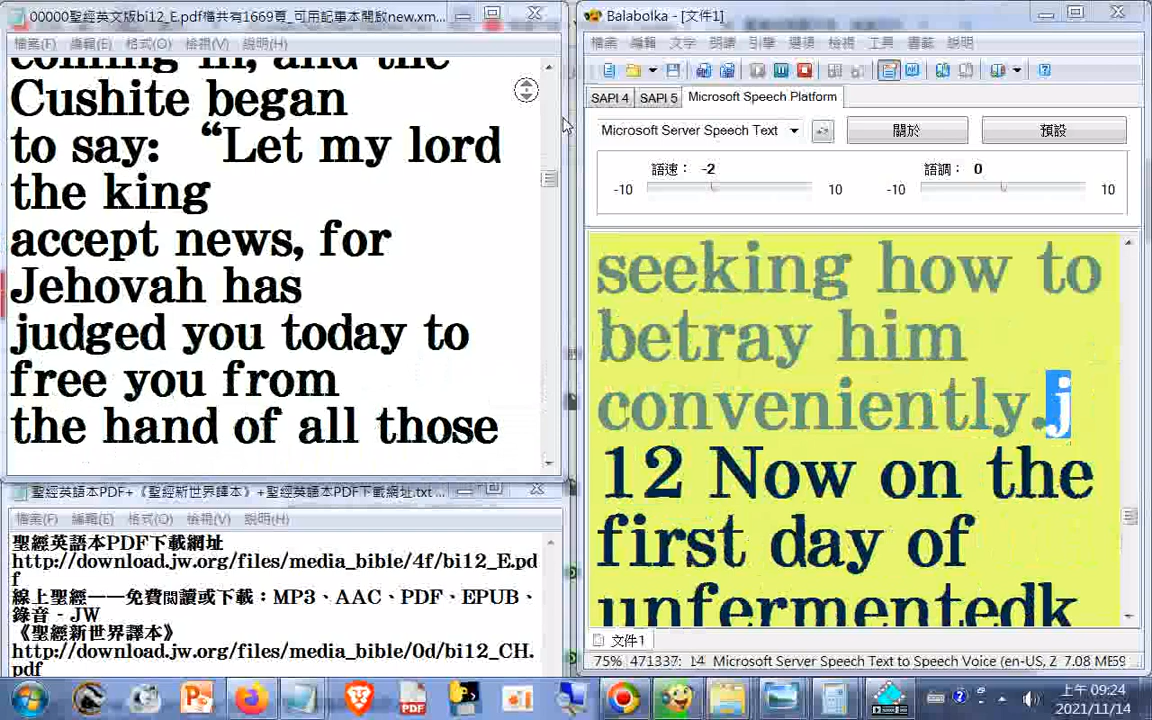 00000聖經英文版bi12_E.pdf檔共有1669頁_可用記事本開啟new.xm...
檔案(F) 編輯(E) 格式(O) 檢視(V) 說明(H)
coming in, and the
Cushite began
to say: “Let my lord
the king
accept news, for
Jehovah has
judged you today to
free you from
the hand of all those
聖經英語本PDF+《聖經新世界譯本》+聖經英語本PDF下載網址.txt ...
檔案(F) 編輯(E) 格式(O) 檢視(V) 說明(H)
聖經英語本PDF下載網址
http://download.jw.org/files/media_bible/4f/bi12_E.pd
f
線上聖經——免費閱讀或下載：MP3、AAC、PDF、EPUB、
錄音 - JW
《聖經新世界譯本》
http://download.jw.org/files/media_bible/0d/bi12_CH.
pdf
Balabolka - [文件1]
檔案 編輯 文字 朗讀 引擎 選項 檢視 工具 書籤 說明
SAPI 4 SAPI 5 Microsoft Speech Platform
Microsoft Server Speech Text 關於 預設
語速： -2 語調： 0
-10 10 -10 10
seeking how to
betray him
conveniently.j
12 Now on the
first day of
unfermentedk
文件1
75% 471337: 14 Microsoft Server Speech Text to Speech Voice (en-US, Z 7.08 ME59
PDF
上午 09:24
2021/11/14